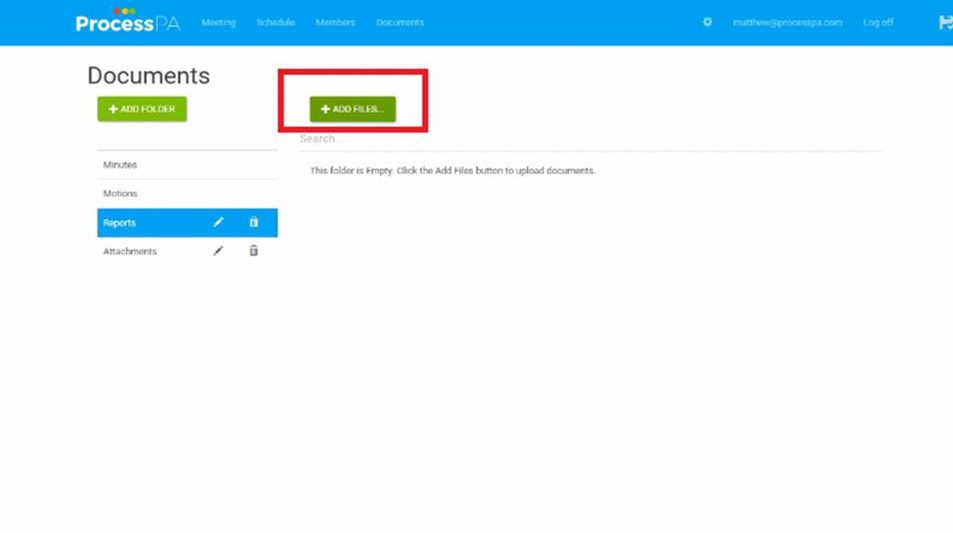 ProcessPA Meeting Schedule Members Documents matthew@processpa.com Log off
Documents
+ ADD FOLDER
+ ADD FILES...
Search...
Minutes
This folder is Empty. Click the Add Files button to upload documents.
Motions
Reports
Attachments